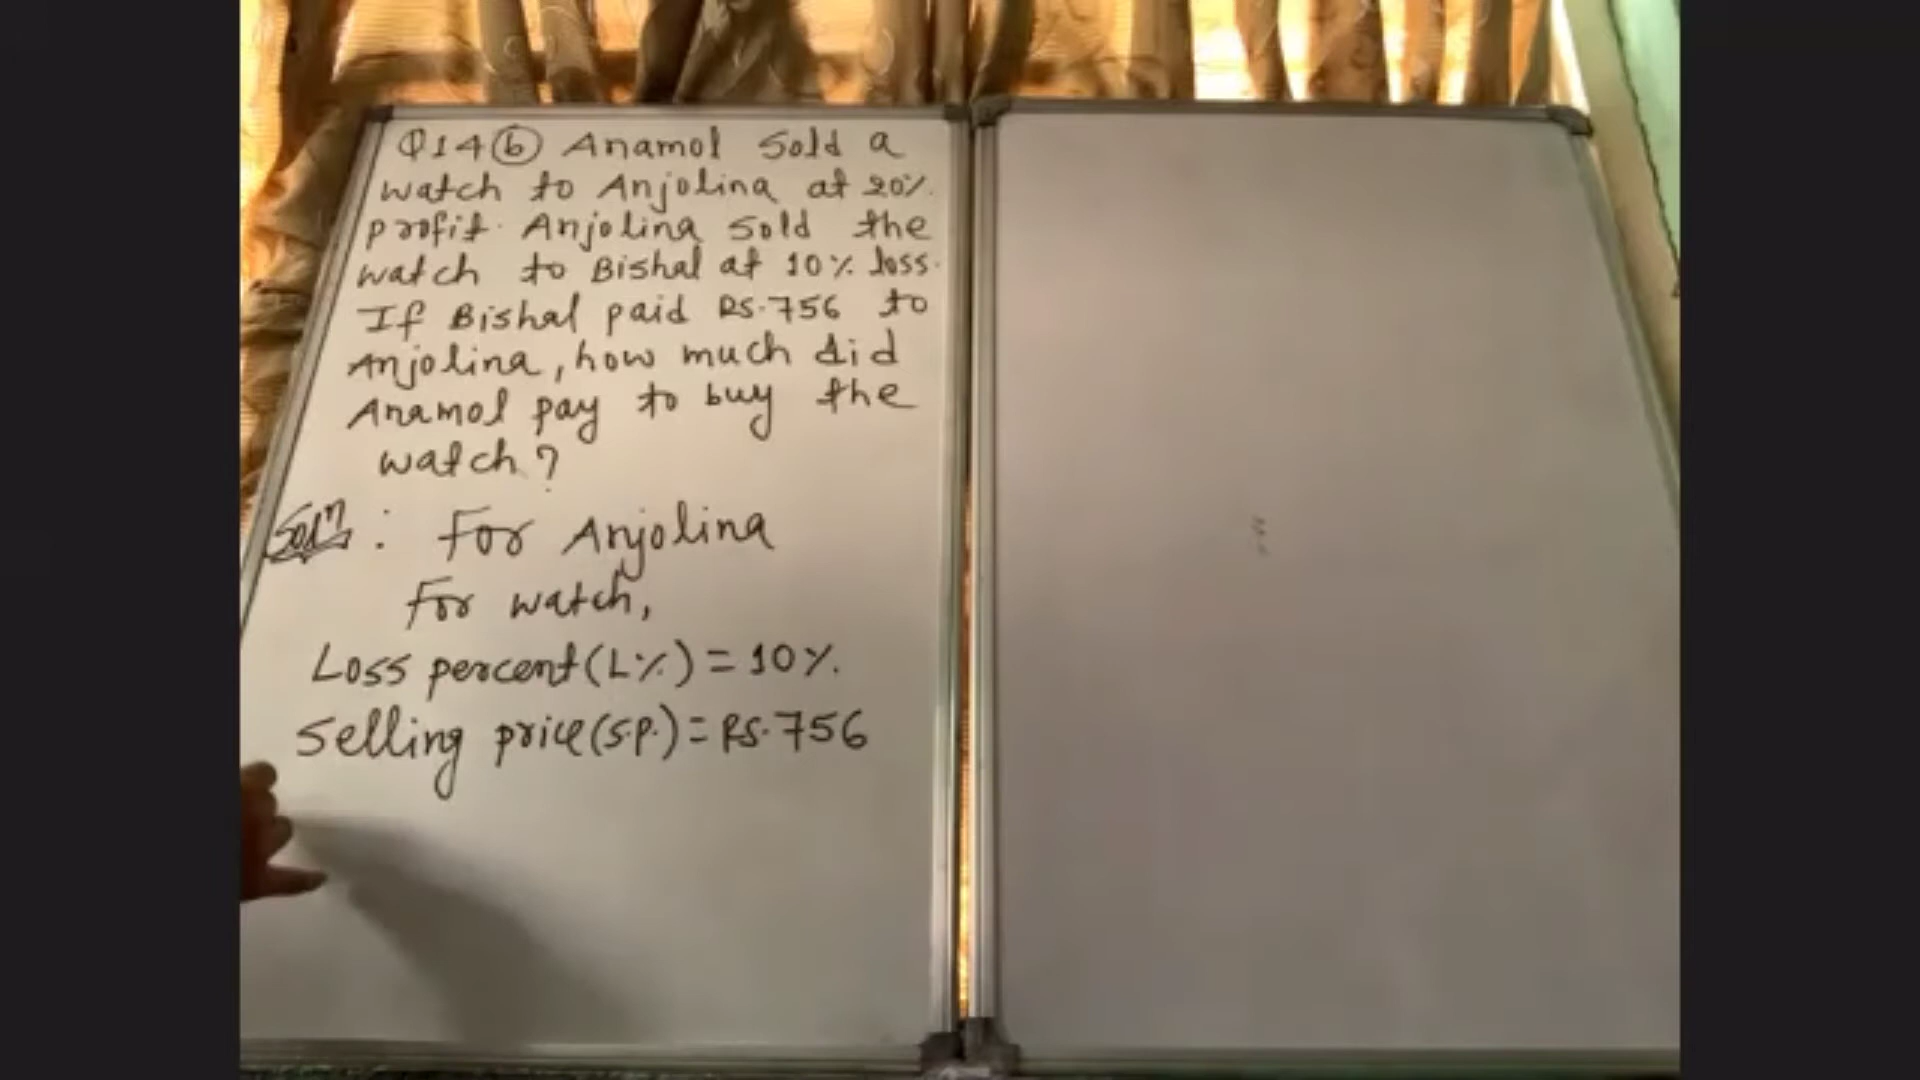 Q14(b) Anamol Sold a
watch to Anjolina at 20%.
profit. Anjolina sold the
watch to Bishal at 10% loss.
If Bishal paid Rs.756 to
Anjolina, how much did
Anamol pay to buy the
watch?
Solⁿ: For Anjolina
For watch,
Loss percent(L%) = 10%.
Selling price(S.P.) = Rs.756